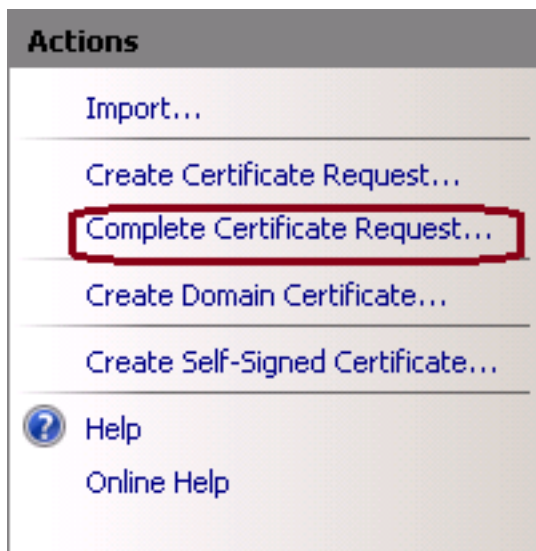 Actions
Import...
Create Certificate Request...
Complete Certificate Request...
Create Domain Certificate...
Create Self-Signed Certificate...
? Help
Online Help